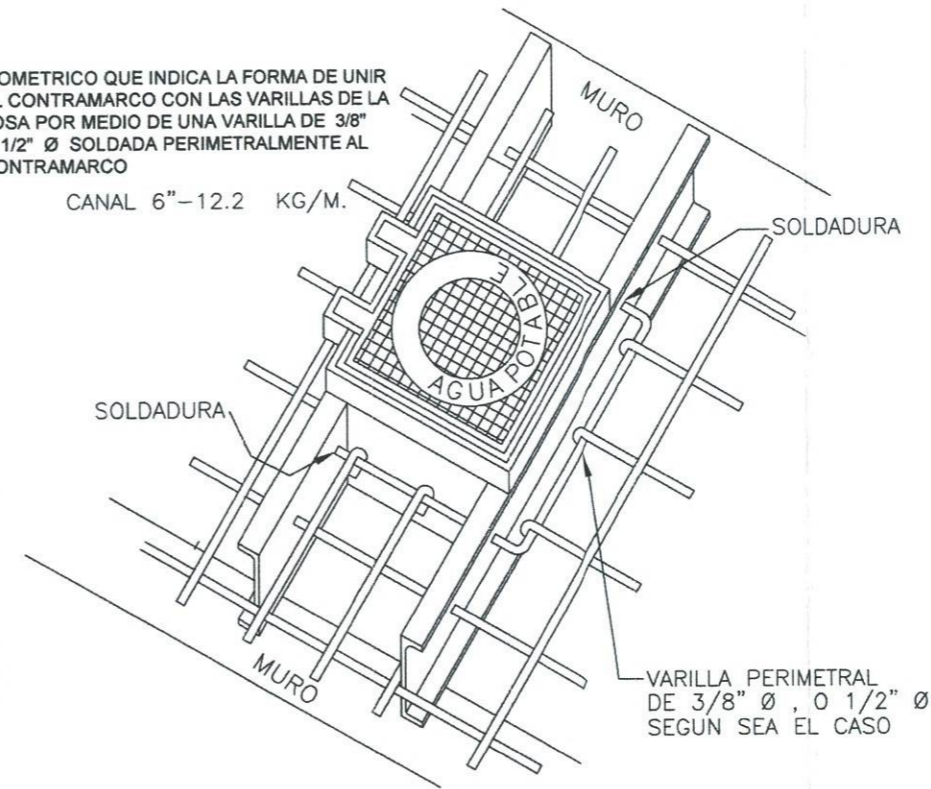 OMETRICO QUE INDICA LA FORMA DE UNIR
CONTRAMARCO CON LAS VARILLAS DE LA
OSA POR MEDIO DE UNA VARILLA DE 3/8"
1/2" Ø SOLDADA PERIMETRALMENTE AL
ONTRAMARCO
CANAL 6"-12.2 KG/M.
MURO
SOLDADURA
AGUA POTABLE
SOLDADURA
MURO
VARILLA PERIMETRAL
DE 3/8" Ø , O 1/2" Ø
SEGUN SEA EL CASO